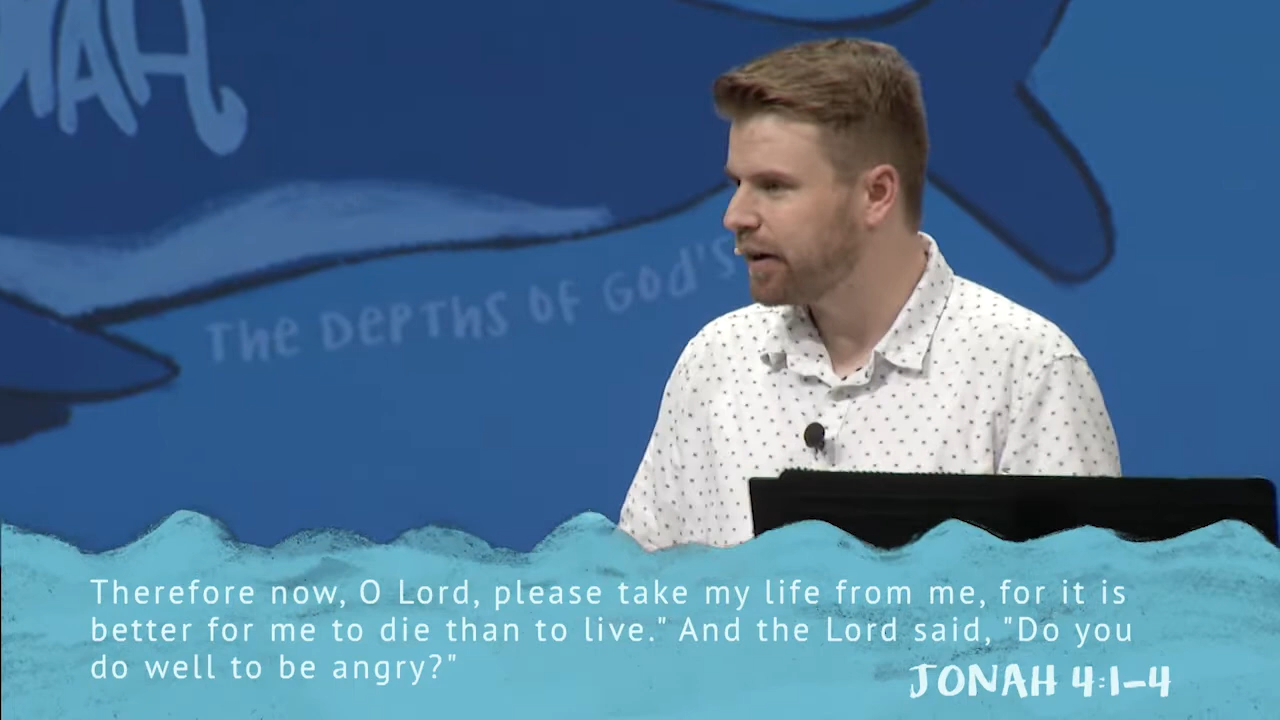 THE DEPTHS OF GOD'S
Therefore now, O Lord, please take my life from me, for it is
better for me to die than to live." And the Lord said, "Do you
do well to be angry?"
JONAH 4:1-4